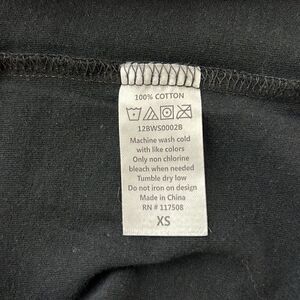 100% COTTON
12BWS0002B
Machine wash cold
with like colors
Only non chlorine
bleach when needed
Tumble dry low
Do not iron on design
Made in China
RN # 117508
XS